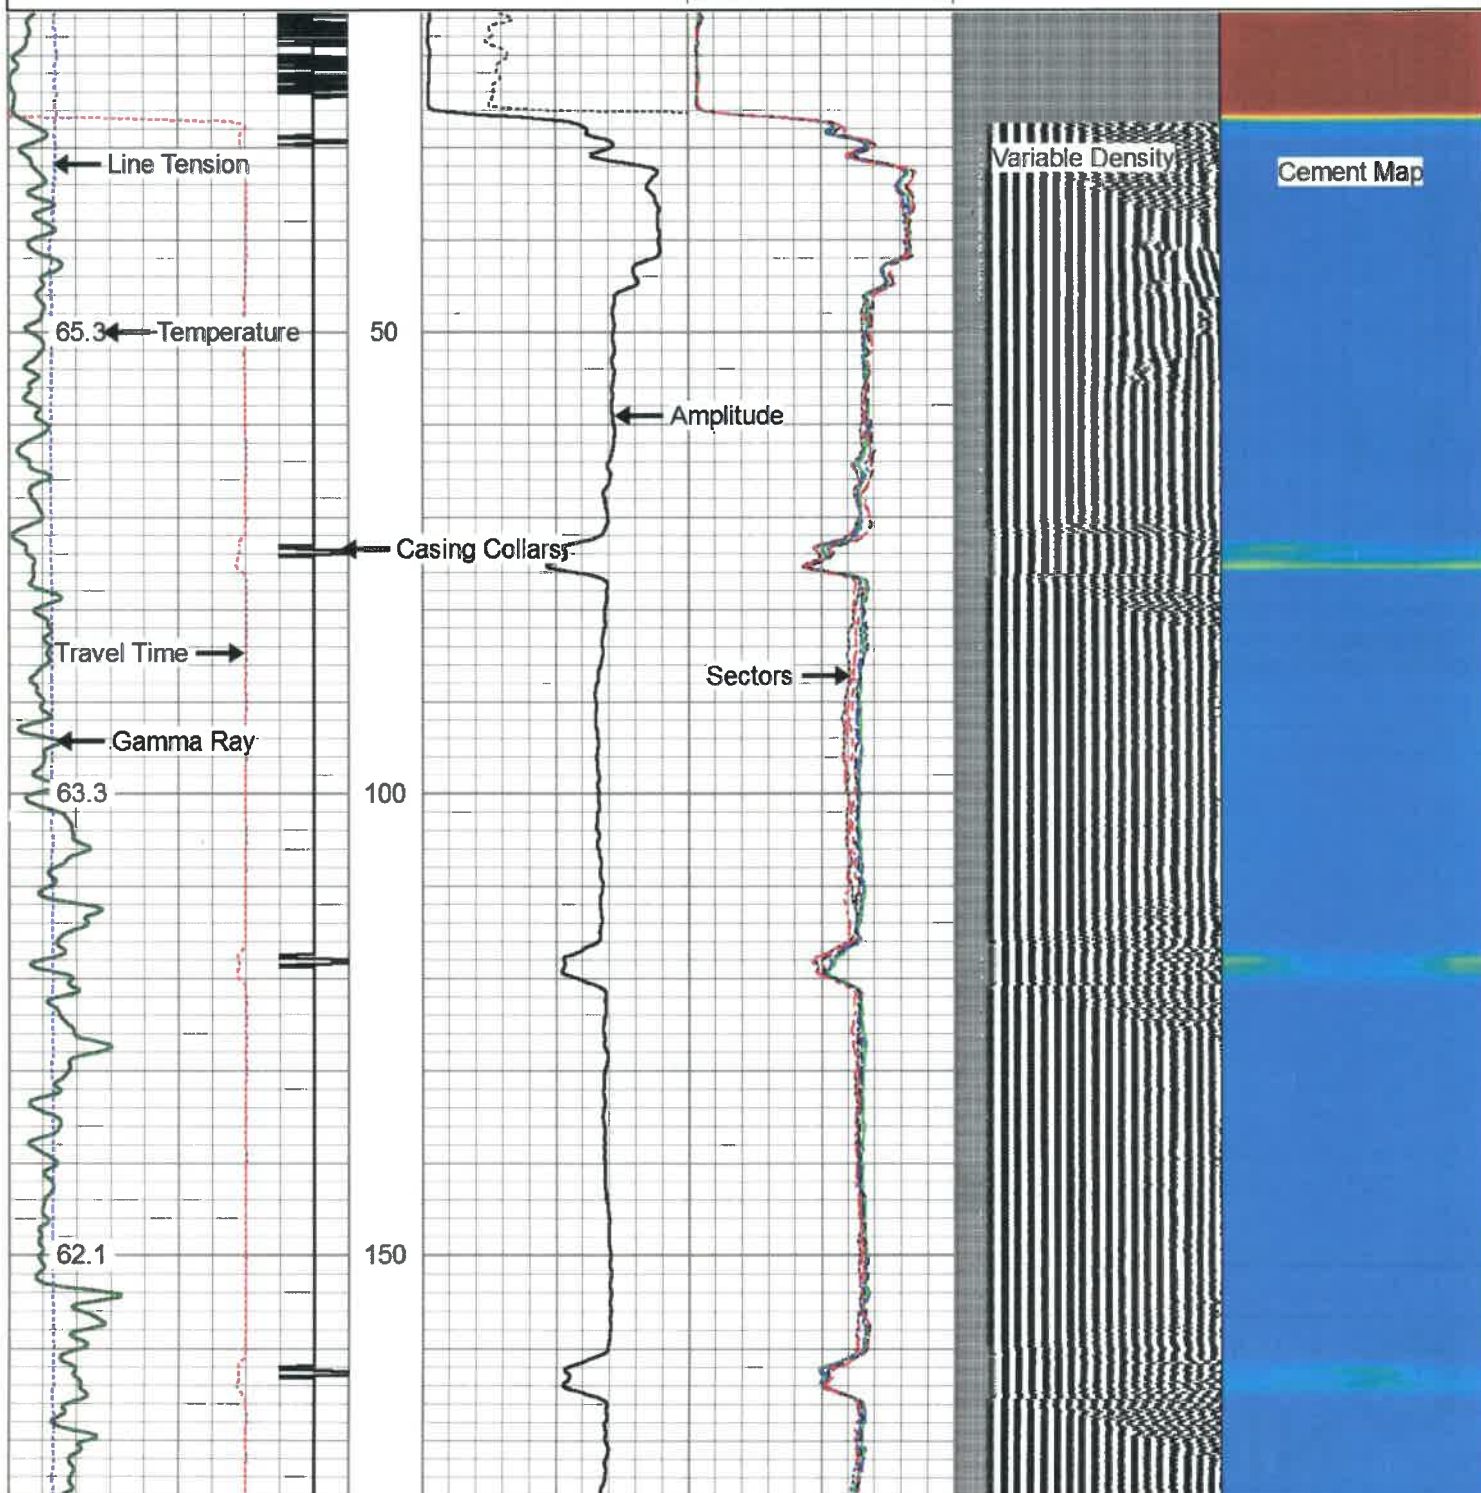 Variable Density
Line Tension
Cement Map
65.3
Temperature
50
Amplitude
Casing Collars
Travel Time
Sectors
Gamma Ray
63.3
100
62.1
150